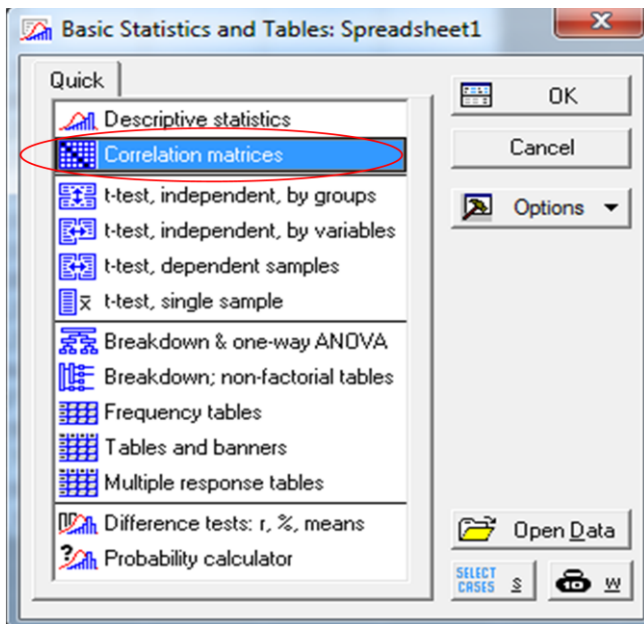 Basic Statistics and Tables: Spreadsheet1
Quick
Descriptive statistics
Correlation matrices
t-test, independent, by groups
t-test, independent, by variables
t-test, dependent samples
t-test, single sample
Breakdown & one-way ANOVA
Breakdown; non-factorial tables
Frequency tables
Tables and banners
Multiple response tables
Difference tests: r, %, means
Probability calculator
OK
Cancel
Options
Open Data
SELECT
CASES S
10 W